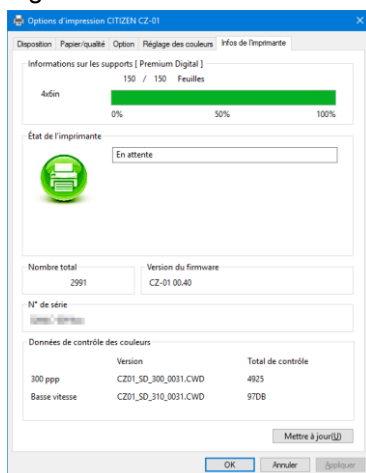 Options d'impression CITIZEN CZ-01
Disposition Papier/qualité Option Réglage des couleurs Infos de l'imprimante
Informations sur les supports [ Premium Digital ]
150 / 150 Feuilles
4x6in
0% 50% 100%
État de l'imprimante
En attente
Nombre total Version du firmware
2991 CZ-01 00.40
N° de série
Données de contrôle des couleurs
Version Total de contrôle
300 ppp CZ01_SD_300_0031.CWD 4925
Basse vitesse CZ01_SD_310_0031.CWD 97DB
Mettre à jour(U)
OK Annuler Appliquer